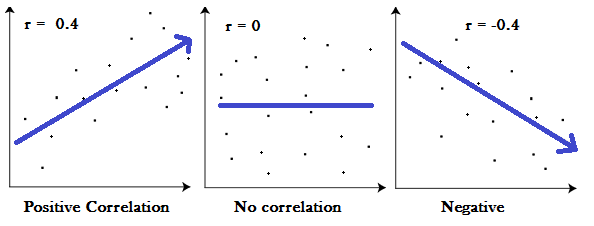 r = 0.4
r = 0
r = -0.4
Positive Correlation
No correlation
Negative